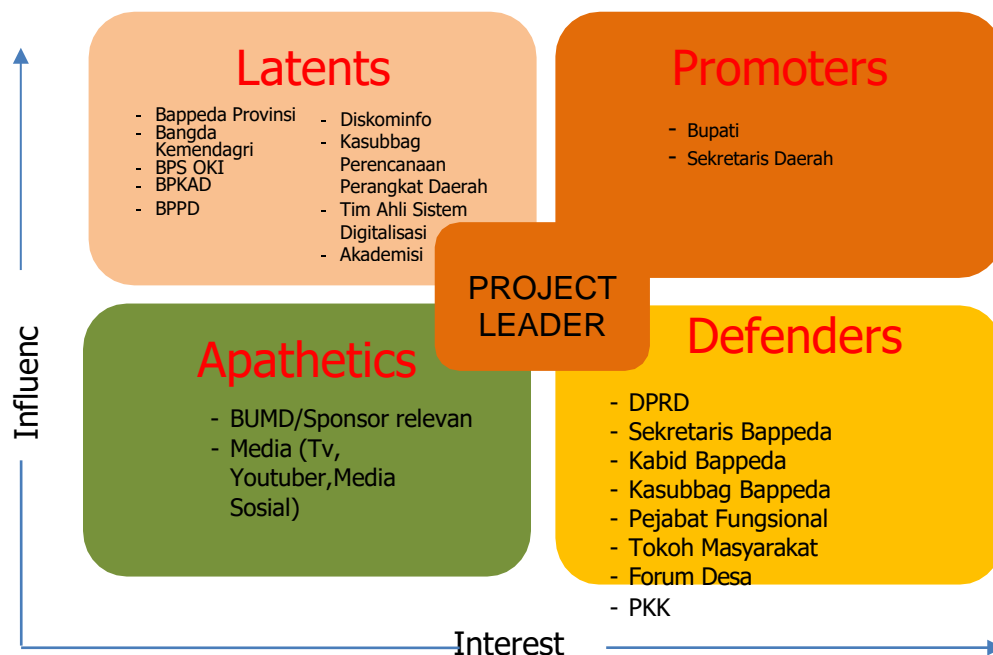 Latents
- Bappeda Provinsi
- Bangda
Kemendagri
- BPS OKI
- BPKAD
- BPPD
- Diskominfo
- Kasubbag
Perencanaan
Perangkat Daerah
- Tim Ahli Sistem
Digitalisasi
- Akademisi
Promoters
- Bupati
- Sekretaris Daerah
PROJECT
LEADER
Apathetics
- BUMD/Sponsor relevan
- Media (Tv,
Youtuber,Media
Sosial)
Defenders
- DPRD
- Sekretaris Bappeda
- Kabid Bappeda
- Kasubbag Bappeda
- Pejabat Fungsional
- Tokoh Masyarakat
- Forum Desa
- PKK
Influenc
Interest